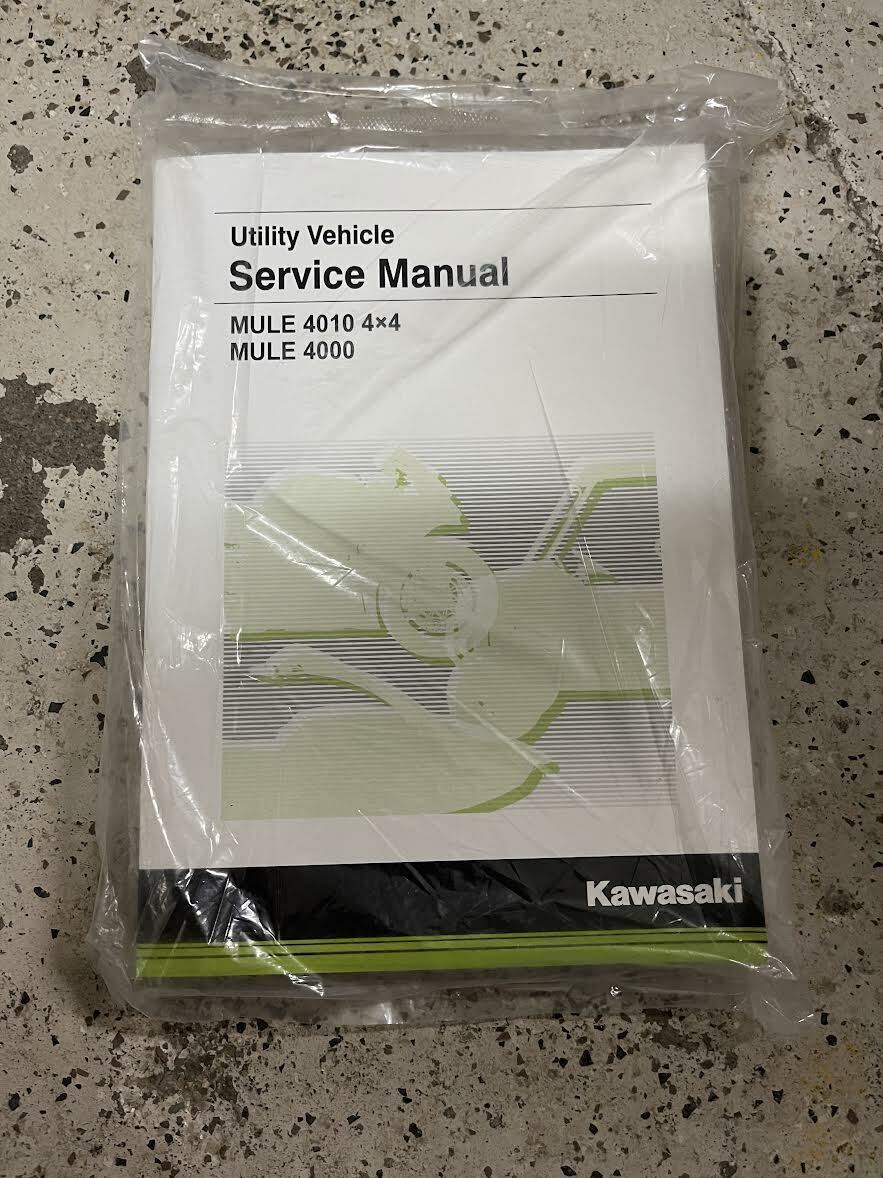 Utility Vehicle
Service Manual
MULE 4010 4×4
MULE 4000
Kawasaki